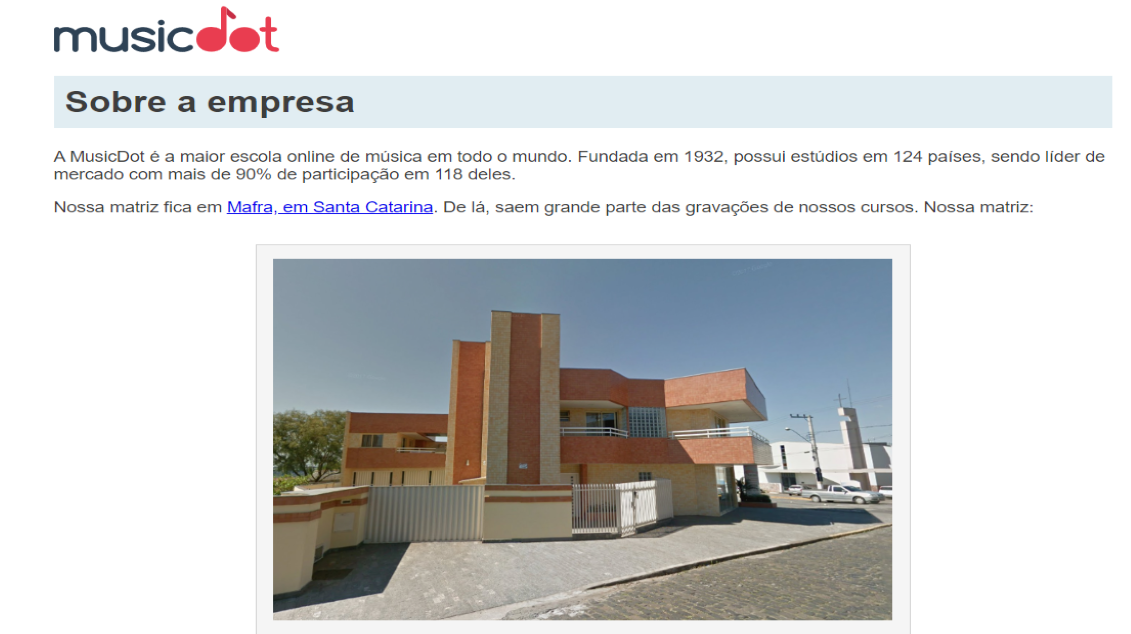 musicdot
Sobre a empresa
A MusicDot é a maior escola online de música em todo o mundo. Fundada em 1932, possui estúdios em 124 países, sendo líder de
mercado com mais de 90% de participação em 118 deles.
Nossa matriz fica em Mafra, em Santa Catarina. De lá, saem grande parte das gravações de nossos cursos. Nossa matriz: